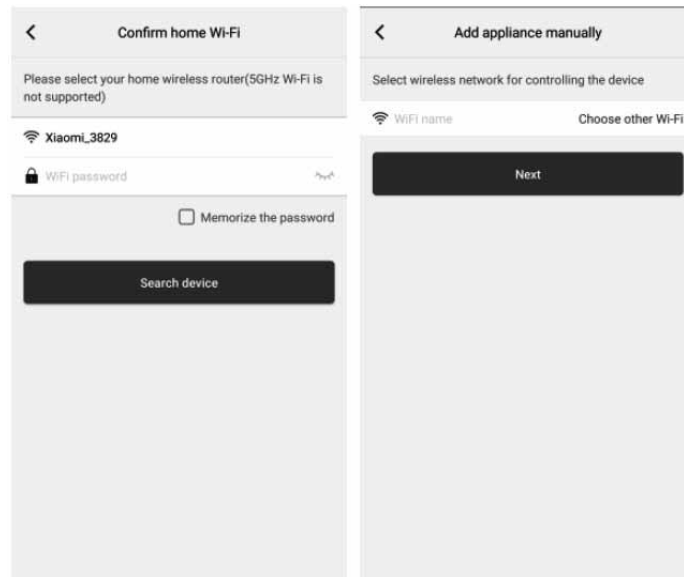 Confirm home Wi-Fi
Please select your home wireless router(5GHz Wi-Fi is
not supported)
Xiaomi_3829
WiFi password
Memorize the password
Search device
Add appliance manually
Select wireless network for controlling the device
WiFi name
Choose other Wi-Fi
Next